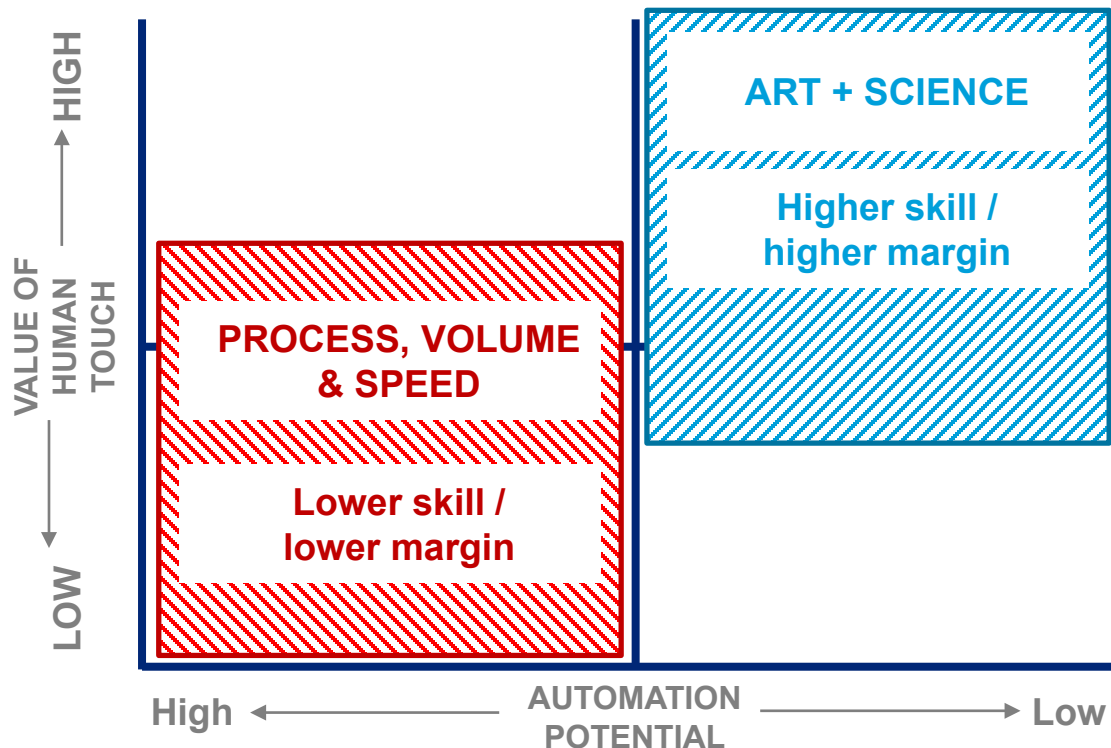 HIGH
VALUE OF
HUMAN
TOUCH
LOW
ART + SCIENCE
Higher skill /
higher margin
PROCESS, VOLUME
& SPEED
Lower skill /
lower margin
High
AUTOMATION
POTENTIAL
Low